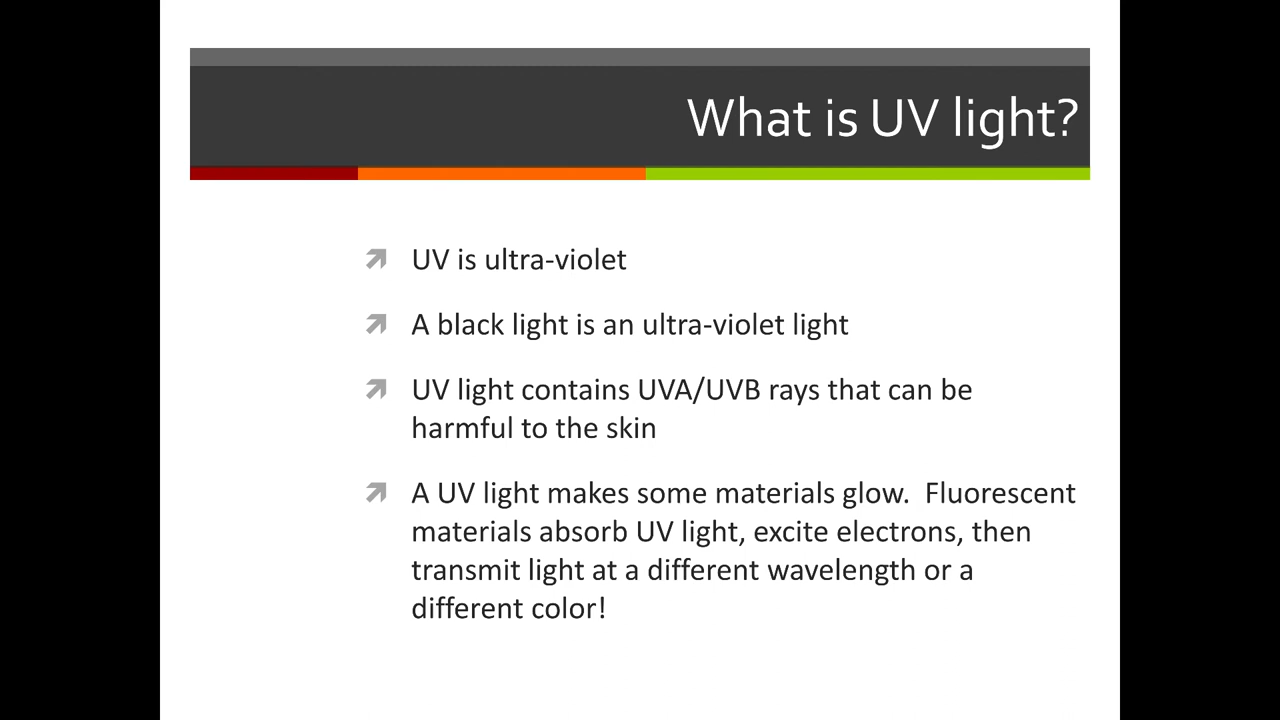 What is UV light?
UV is ultra-violet
A black light is an ultra-violet light
UV light contains UVA/UVB rays that can be
harmful to the skin
A UV light makes some materials glow.  Fluorescent
materials absorb UV light, excite electrons, then
transmit light at a different wavelength or a
different color!